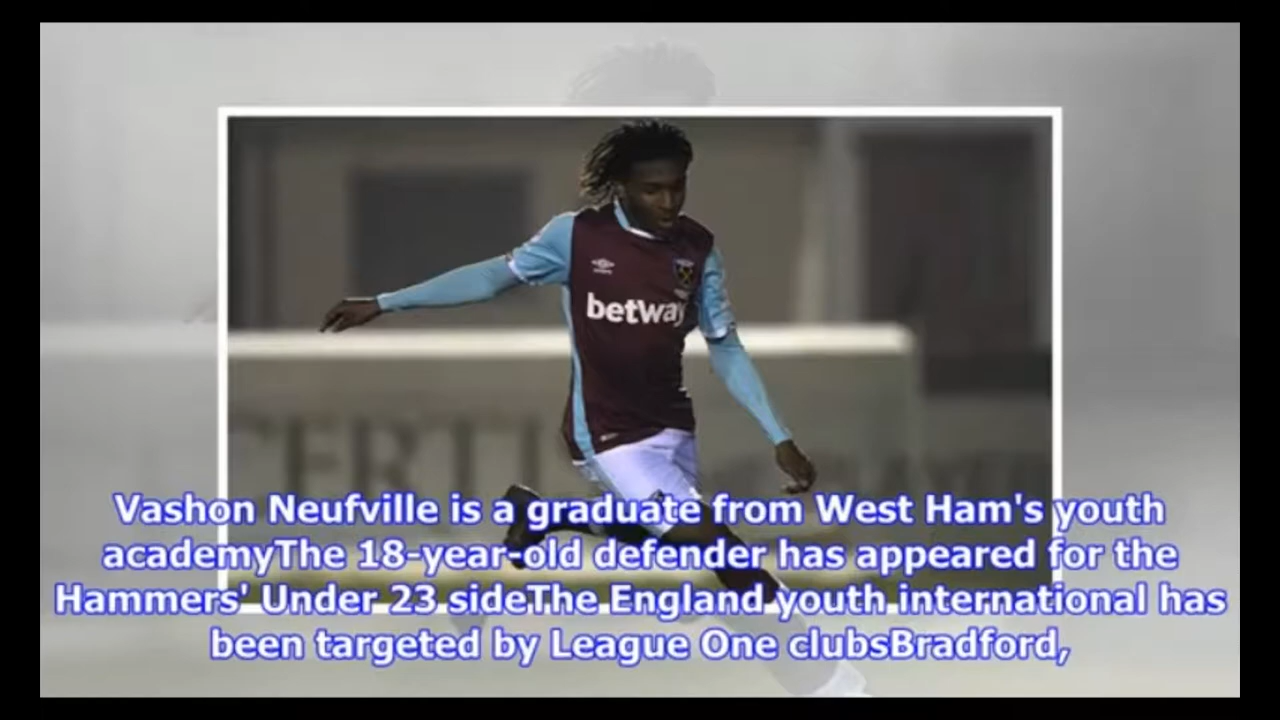 betway
CERTI
Vashon Neufville is a graduate from West Ham's youth
academyThe 18-year-old defender has appeared for the
Hammers' Under 23 sideThe England youth international has
been targeted by League One clubsBradford,